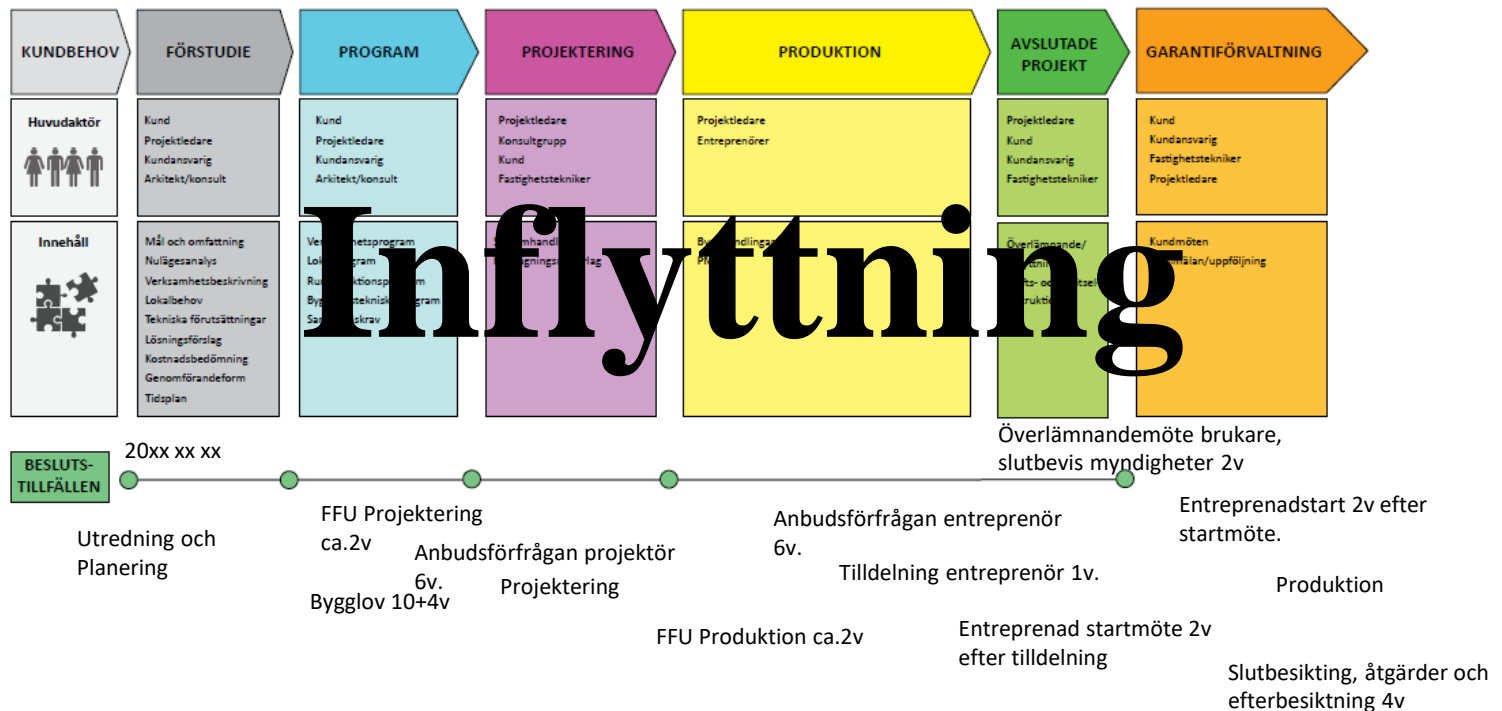 KUNDBEHOV
FÖRSTUDIE
PROGRAM
PROJEKTERING
PRODUKTION
AVSLUTADE
PROJEKT
GARANTIFÖRVALTNING
Huvudaktör
Kund
Projektledare
Kundansvarig
Arkitekt/konsult
Kund
Projektledare
Kundansvarig
Arkitekt/konsult
Projektledare
Konsultgrupp
Kund
Fastighetstekniker
Projektledare
Entreprenörer
Projektledare
Kund
Kundansvarig
Fastighetstekniker
Kund
Kundansvarig
Fastighetstekniker
Projektledare
Inflyttning
Innehåll
Mål och omfattning
Nulägesanalys
Verksamhetsbeskrivning
Lokalbehov
Tekniska förutsättningar
Lösningsförslag
Kostnadsbedömning
Genomförandeform
Tidsplan
Överlämnande/
Kundmöten
BESLUTS-
TILLFÄLLEN
20xx xx xx
Överlämnandemöte brukare,
slutbevis myndigheter 2v
Utredning och
Planering
FFU Projektering
ca.2v
Anbudsförfrågan projektör
6v.
Bygglov 10+4v
Projektering
FFU Produktion ca.2v
Anbudsförfrågan entreprenör
6v.
Tilldelning entreprenör 1v.
Entreprenad startmöte 2v
efter tilldelning
Entreprenadstart 2v efter
startmöte.
Produktion
Slutbesikting, åtgärder och
efterbesiktning 4v